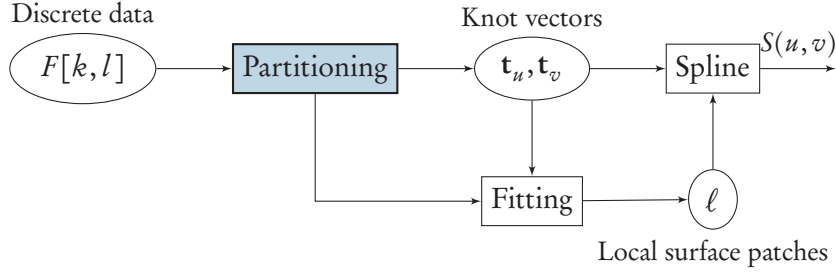 Discrete data
Knot vectors
F[k, l]
Partitioning
t_u, t_v
Spline
S(u, v)
Fitting
ℓ
Local surface patches